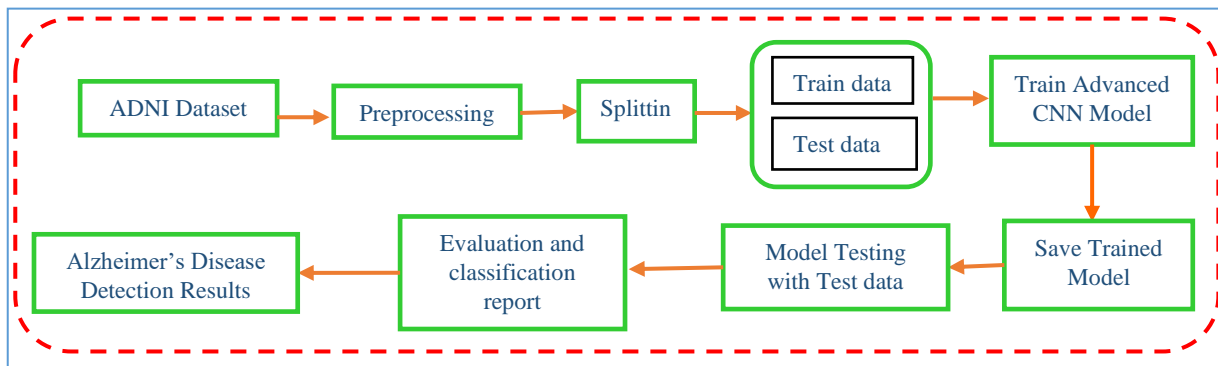 ADNI Dataset
Preprocessing
Splittin
Train data
Test data
Train Advanced
CNN Model
Save Trained
Model
Model Testing
with Test data
Evaluation and
classification
report
Alzheimer’s Disease
Detection Results